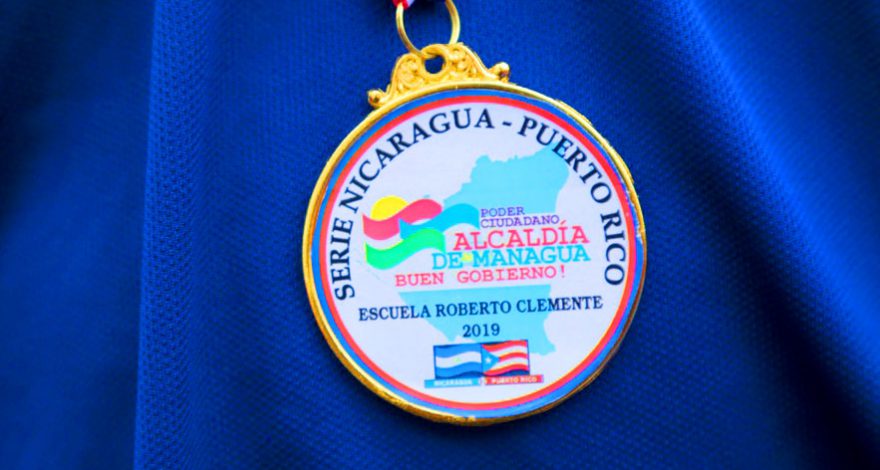 SERIE NICARAGUA - PUERTO RICO
PODER
CIUDADANO
ALCALDÍA
DE MANAGUA
BUEN GOBIERNO!
ESCUELA ROBERTO CLEMENTE
2019
NICARAGUA PUERTO RICO